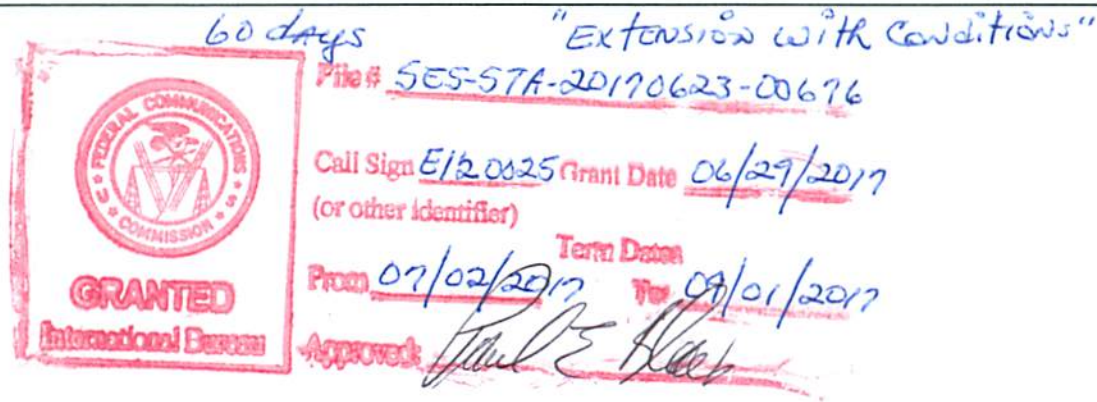 60 days "Extension with Conditions"
File # SES-STA-20170623-00676
Call Sign E120025 Grant Date 06/29/2017
(or other identifier)
Term Dates
From 07/02/2017 To: 09/01/2017
Approved: Paul E
FEDERAL COMMUNICATIONS
COMMISSION
U S
GRANTED
International Bureau